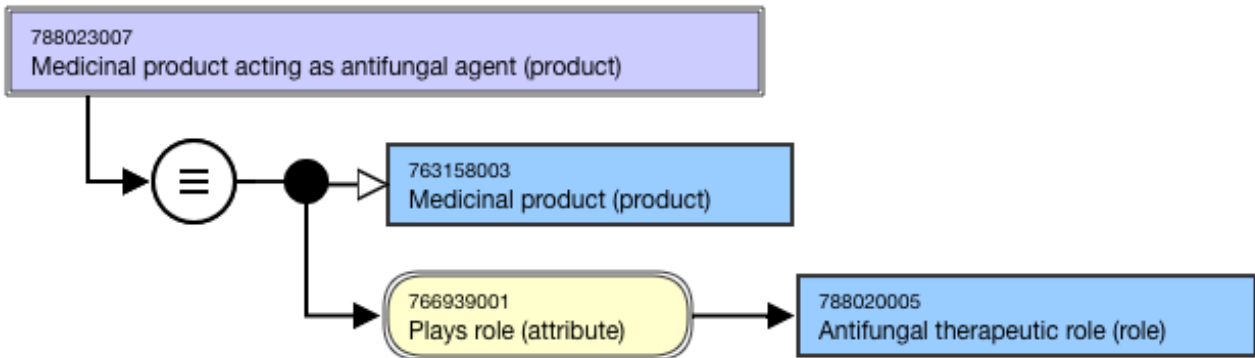 788023007
Medicinal product acting as antifungal agent (product)
763158003
Medicinal product (product)
766939001
Plays role (attribute)
788020005
Antifungal therapeutic role (role)